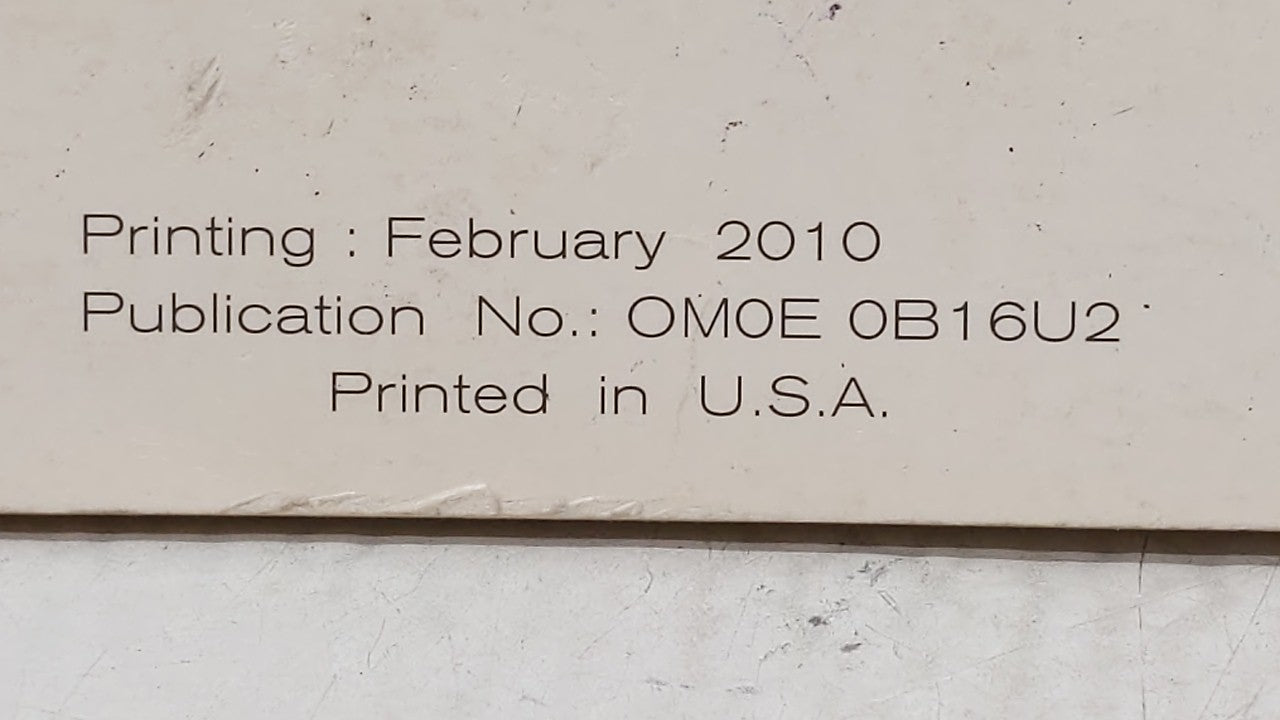 Printing : February 2010
Publication No.: OM0E 0B16U2
Printed in U.S.A.